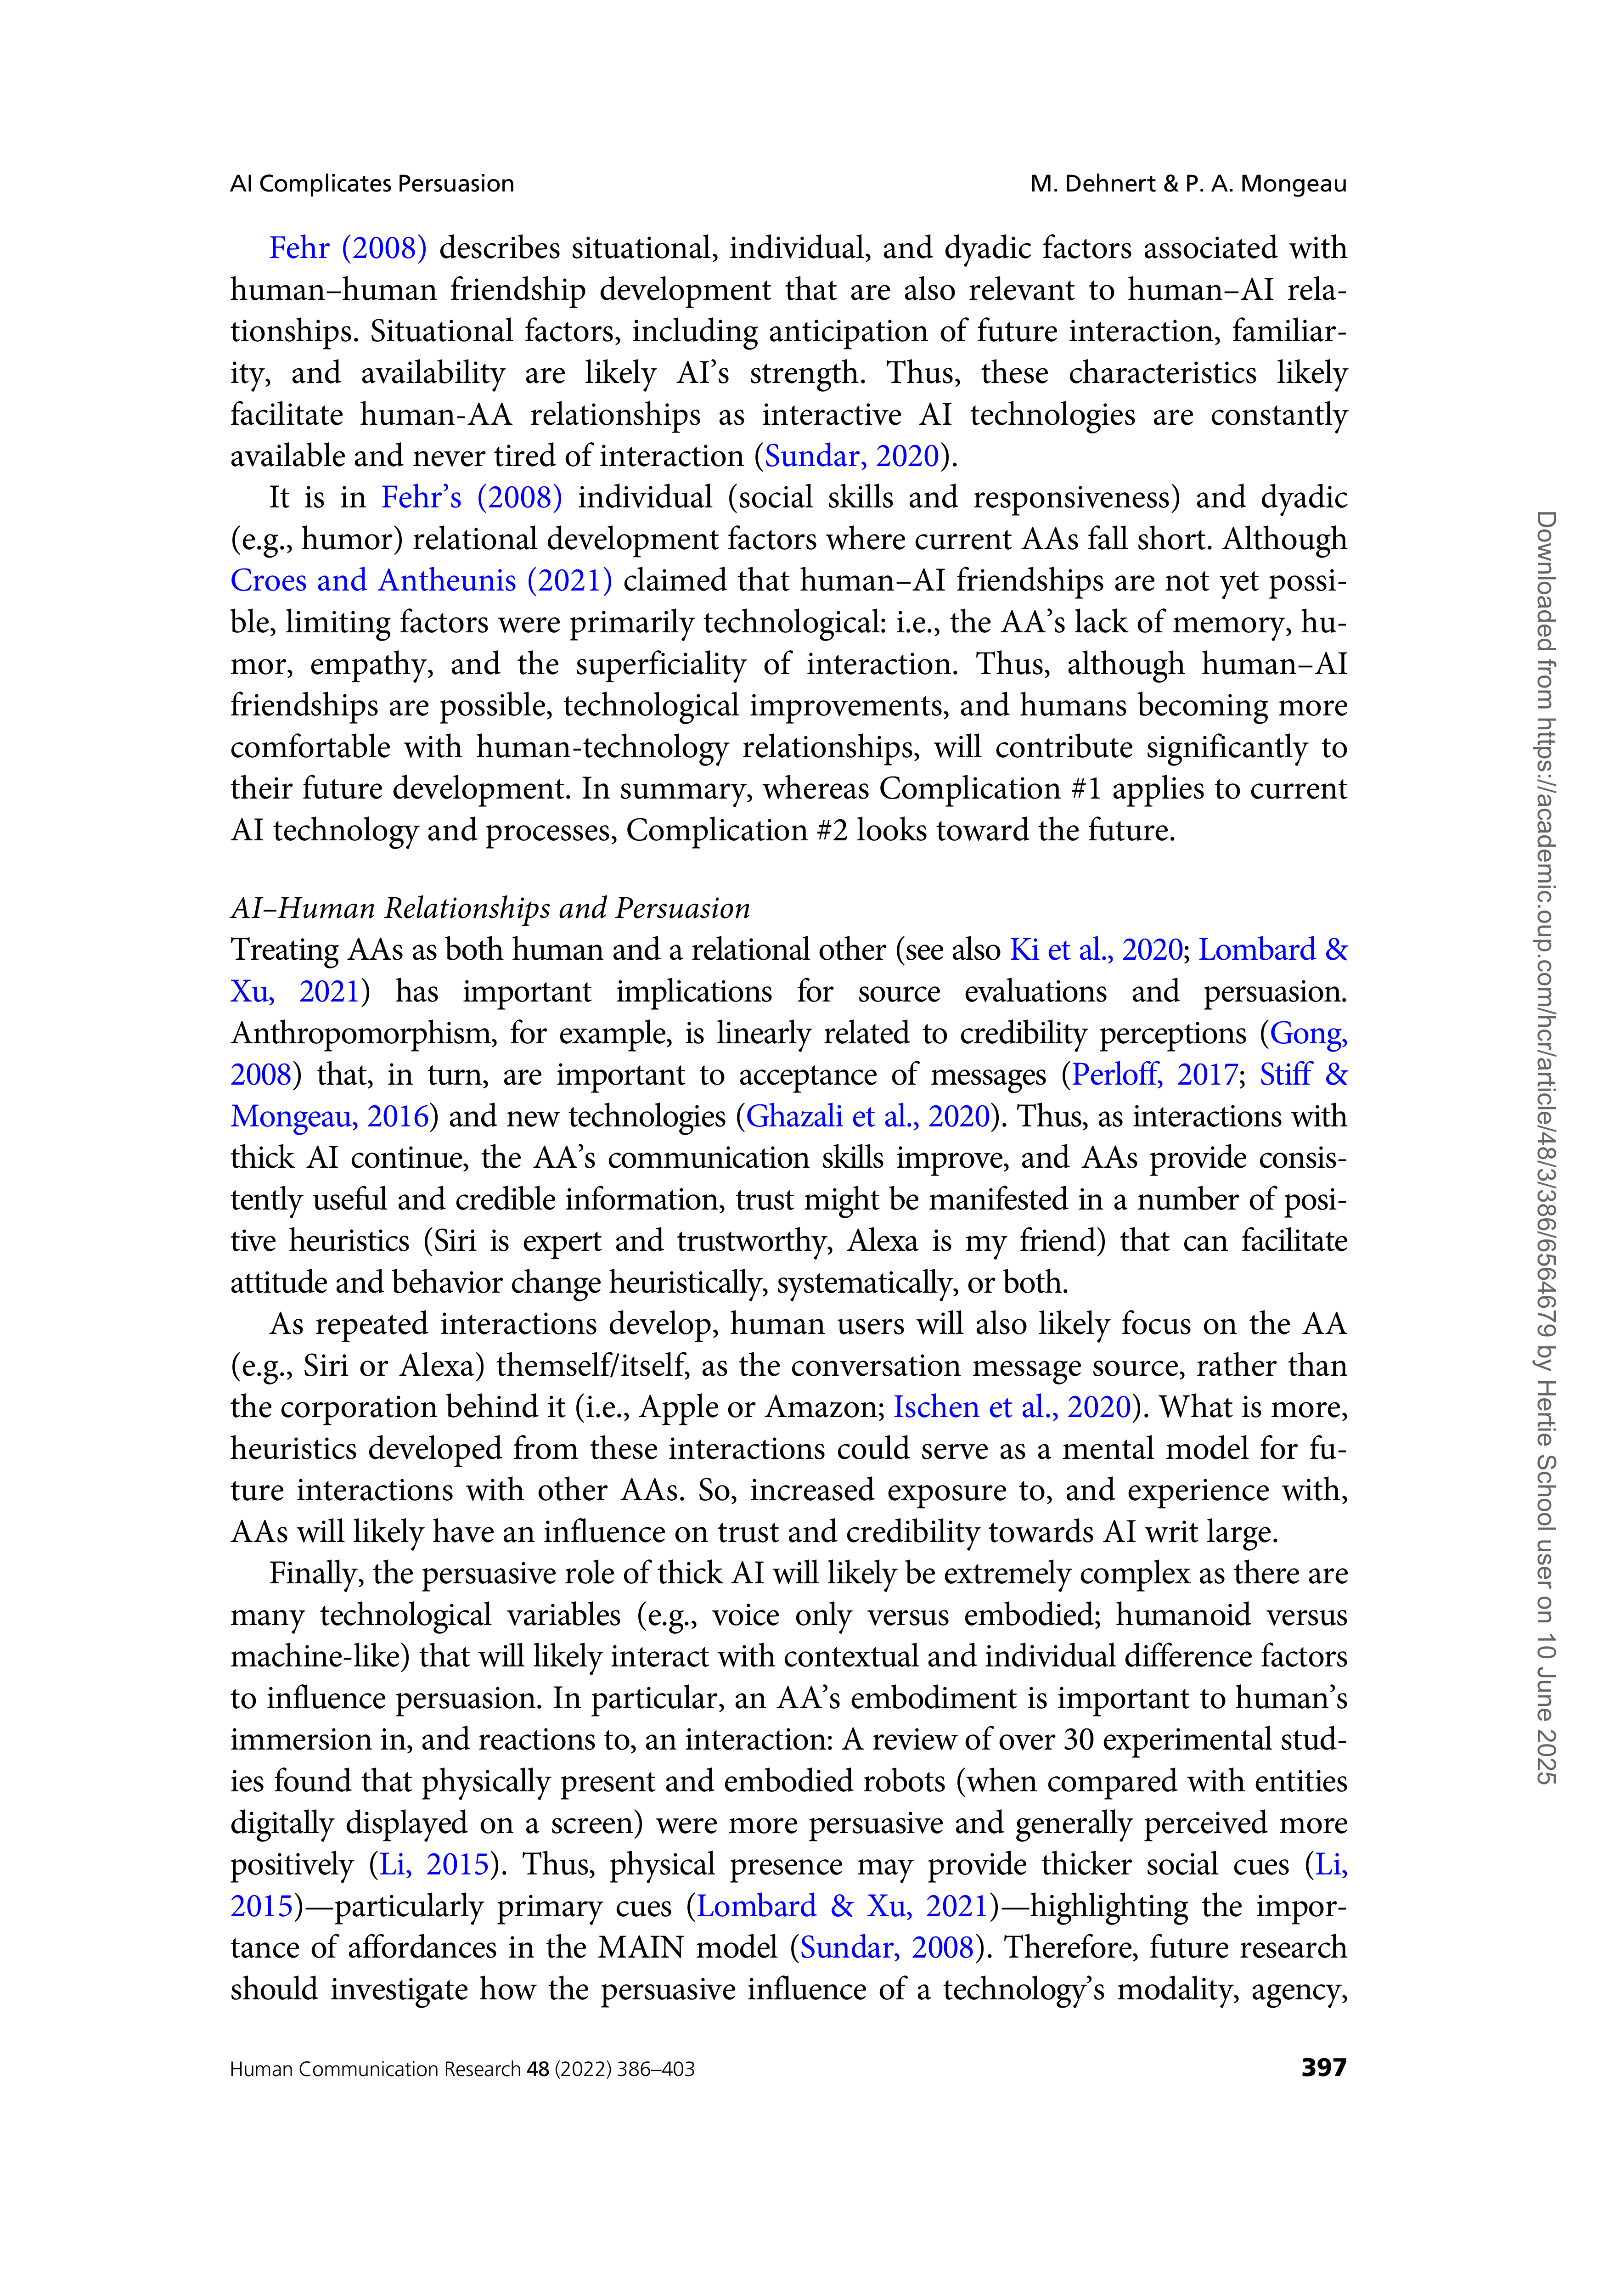 AI Complicates Persuasion
M. Dehnert & P. A. Mongeau
Fehr (2008) describes situational, individual, and dyadic factors associated with
human–human friendship development that are also relevant to human–AI rela-
tionships. Situational factors, including anticipation of future interaction, familiar-
ity, and availability are likely AI’s strength. Thus, these characteristics likely
facilitate human-AA relationships as interactive AI technologies are constantly
available and never tired of interaction (Sundar, 2020).
It is in Fehr’s (2008) individual (social skills and responsiveness) and dyadic
(e.g., humor) relational development factors where current AAs fall short. Although
Croes and Antheunis (2021) claimed that human–AI friendships are not yet possi-
ble, limiting factors were primarily technological: i.e., the AA’s lack of memory, hu-
mor, empathy, and the superficiality of interaction. Thus, although human–AI
friendships are possible, technological improvements, and humans becoming more
comfortable with human-technology relationships, will contribute significantly to
their future development. In summary, whereas Complication #1 applies to current
AI technology and processes, Complication #2 looks toward the future.
AI–Human Relationships and Persuasion
Treating AAs as both human and a relational other (see also Ki et al., 2020; Lombard &
Xu, 2021) has important implications for source evaluations and persuasion.
Anthropomorphism, for example, is linearly related to credibility perceptions (Gong,
2008) that, in turn, are important to acceptance of messages (Perloff, 2017; Stiff &
Mongeau, 2016) and new technologies (Ghazali et al., 2020). Thus, as interactions with
thick AI continue, the AA’s communication skills improve, and AAs provide consis-
tently useful and credible information, trust might be manifested in a number of posi-
tive heuristics (Siri is expert and trustworthy, Alexa is my friend) that can facilitate
attitude and behavior change heuristically, systematically, or both.
As repeated interactions develop, human users will also likely focus on the AA
(e.g., Siri or Alexa) themself/itself, as the conversation message source, rather than
the corporation behind it (i.e., Apple or Amazon; Ischen et al., 2020). What is more,
heuristics developed from these interactions could serve as a mental model for fu-
ture interactions with other AAs. So, increased exposure to, and experience with,
AAs will likely have an influence on trust and credibility towards AI writ large.
Finally, the persuasive role of thick AI will likely be extremely complex as there are
many technological variables (e.g., voice only versus embodied; humanoid versus
machine-like) that will likely interact with contextual and individual difference factors
to influence persuasion. In particular, an AA’s embodiment is important to human’s
immersion in, and reactions to, an interaction: A review of over 30 experimental stud-
ies found that physically present and embodied robots (when compared with entities
digitally displayed on a screen) were more persuasive and generally perceived more
positively (Li, 2015). Thus, physical presence may provide thicker social cues (Li,
2015)—particularly primary cues (Lombard & Xu, 2021)—highlighting the impor-
tance of affordances in the MAIN model (Sundar, 2008). Therefore, future research
should investigate how the persuasive influence of a technology’s modality, agency,
Human Communication Research 48 (2022) 386–403
397
Downloaded from https://academic.oup.com/hcr/article/48/3/386/6564679 by Hertie School user on 10 June 2025